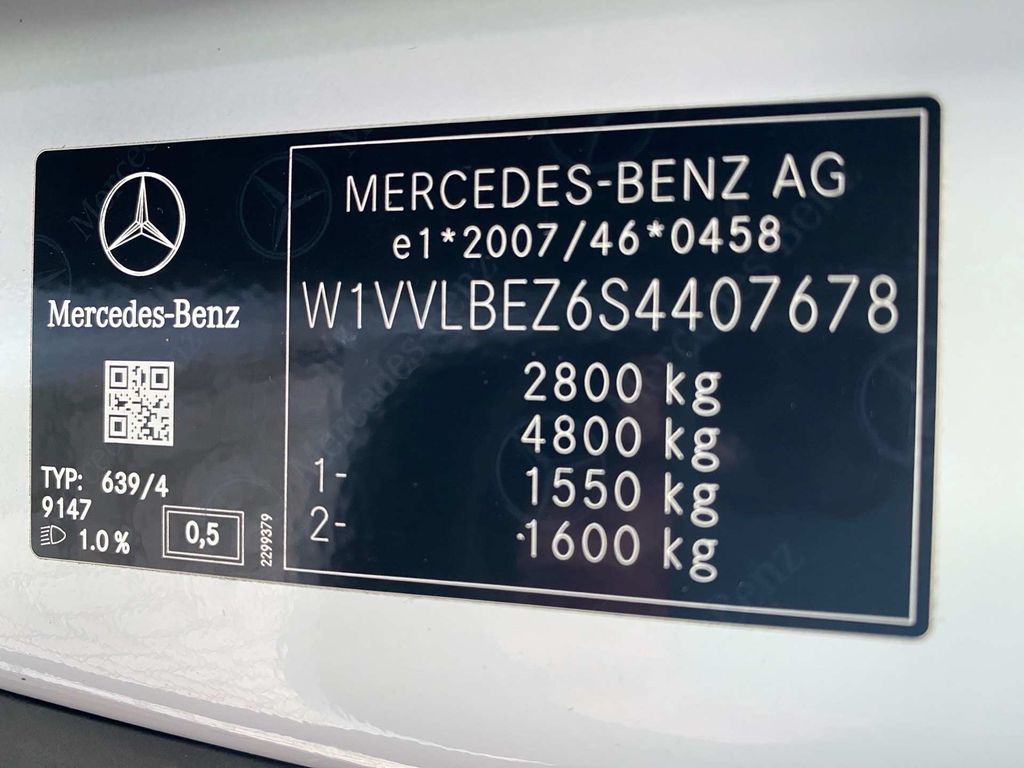 Mercedes-Benz
TYP: 639/4
9147
1.0 %
0,5
2299379
MERCEDES-BENZ AG
e1*2007/46*0458
W1VVLBEZ6S4407678
2800 kg
4800 kg
1- 1550 kg
2- 1600 kg